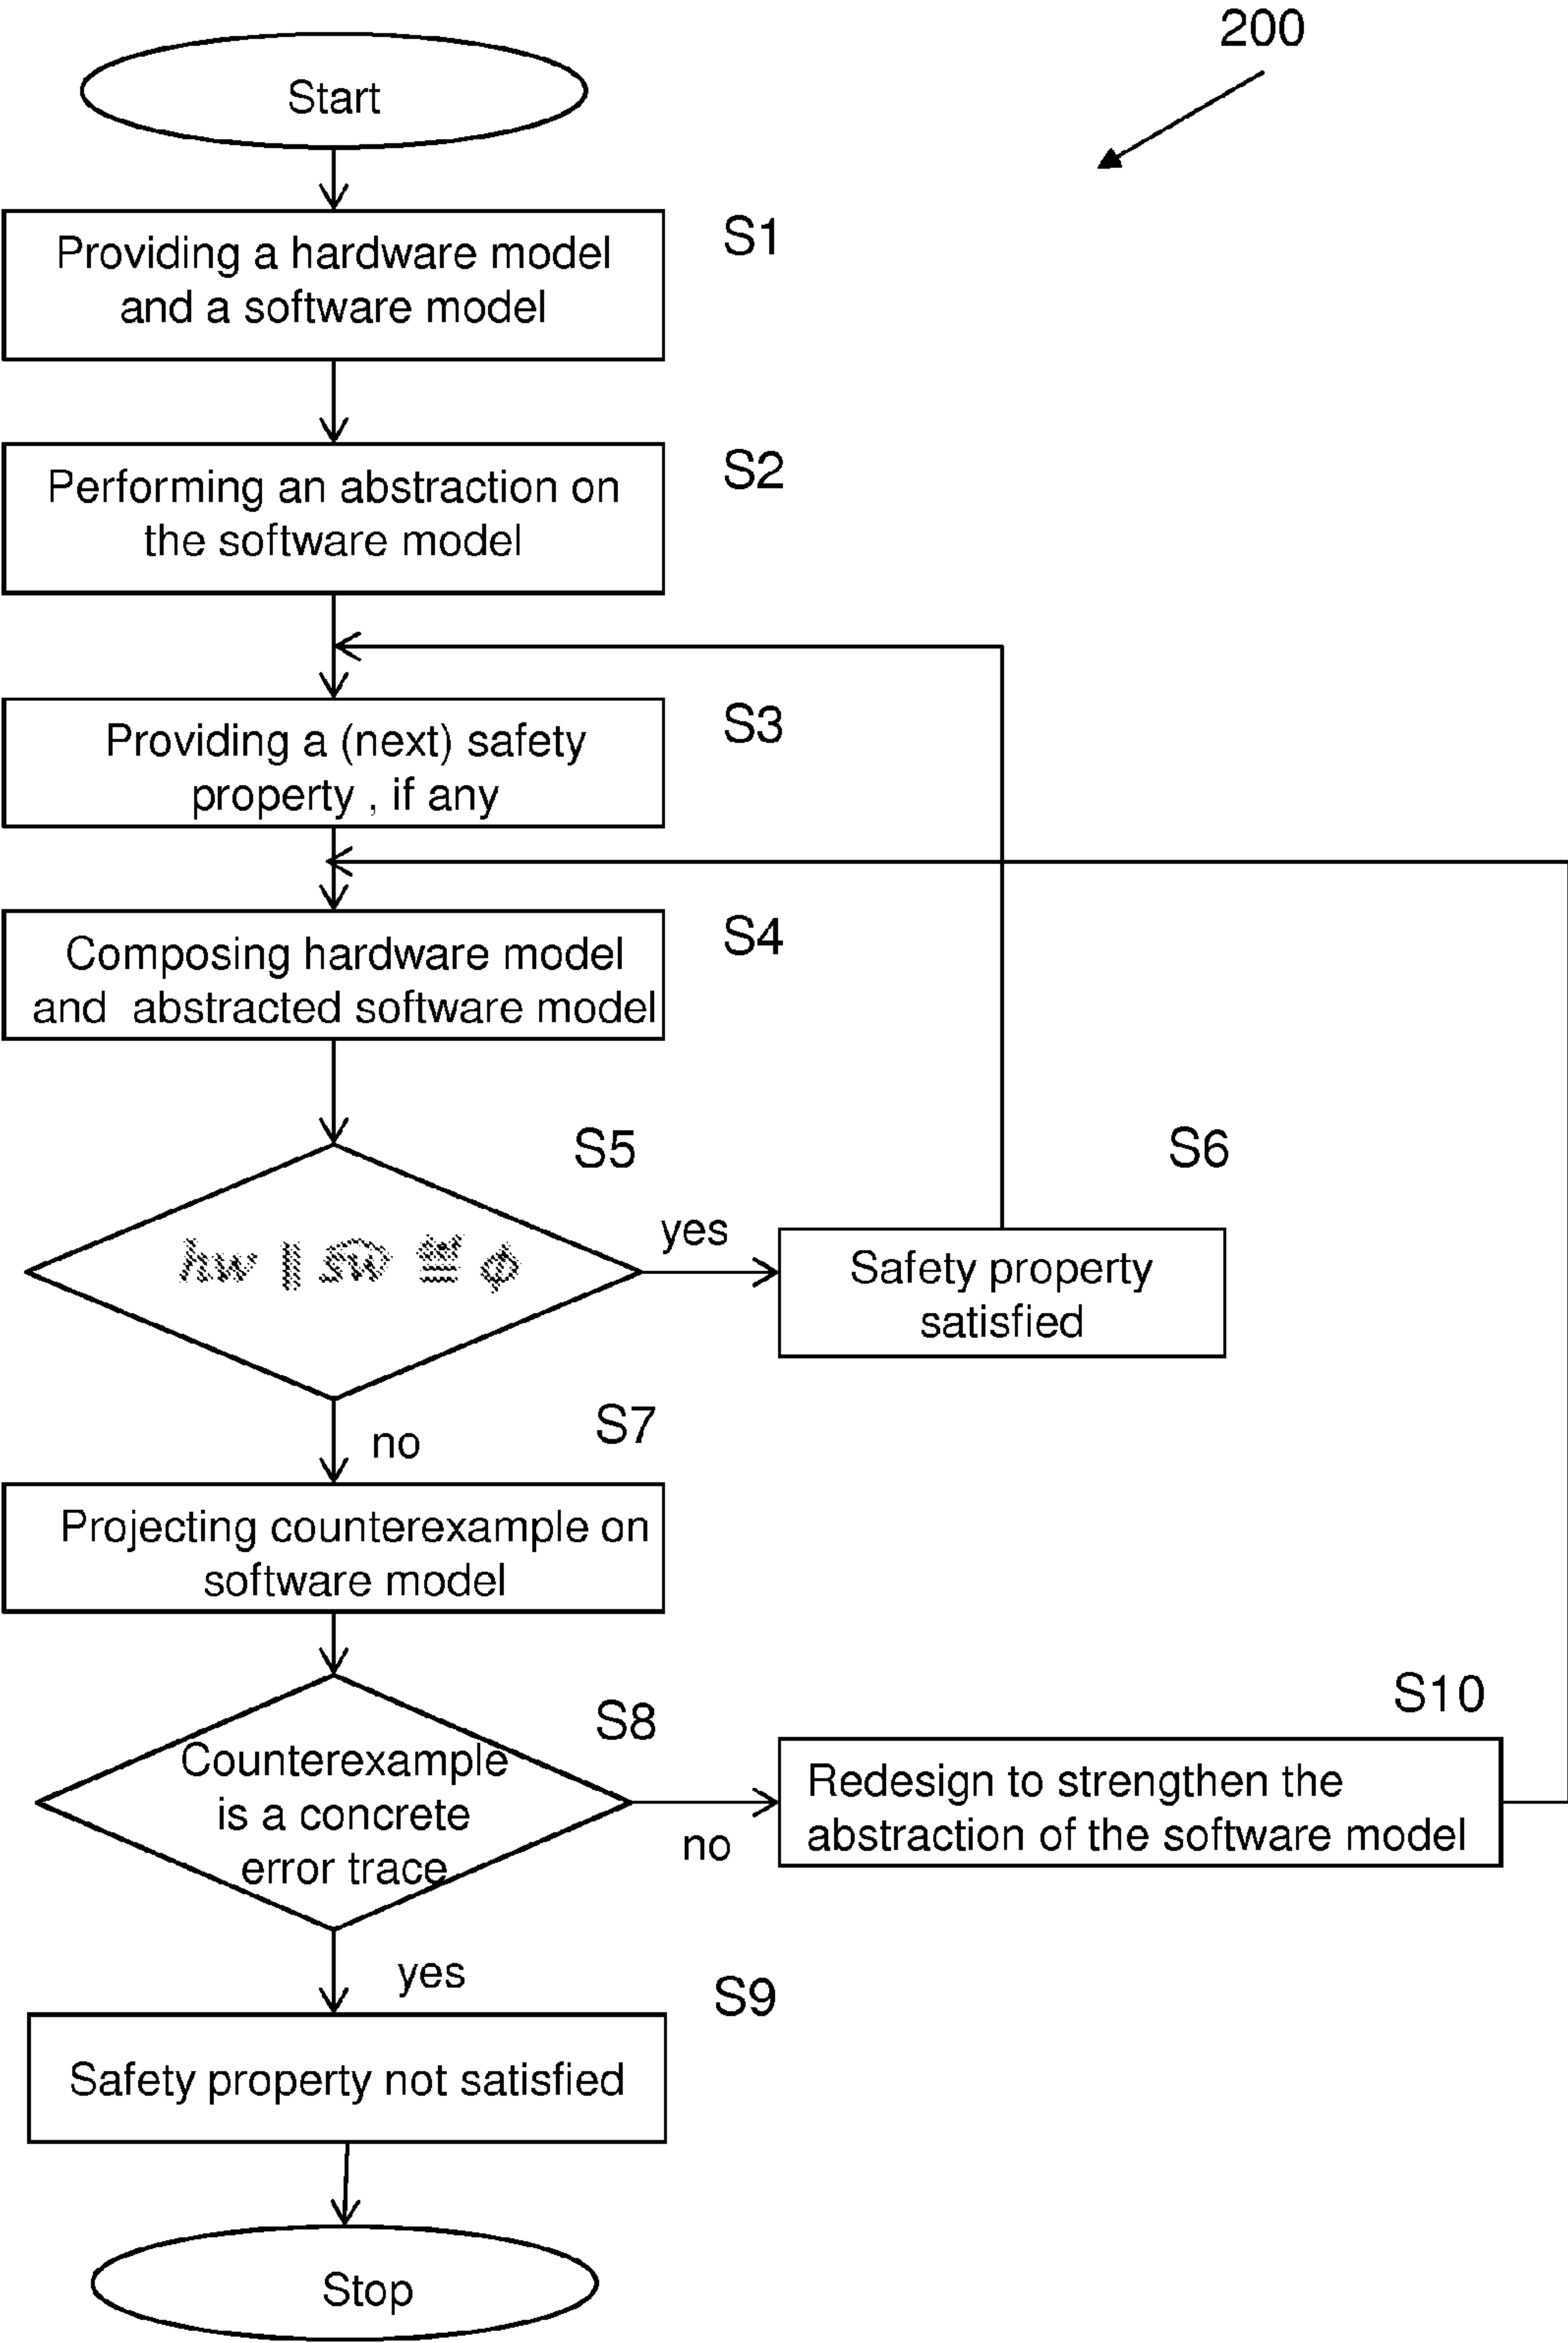 200
Start
Providing a hardware model
and a software model
S1
Performing an abstraction on
the software model
S2
Providing a (next) safety
property , if any
S3
Composing hardware model
and abstracted software model
S4
S5
hw ||
yes
S6
Safety property
satisfied
no
S7
Projecting counterexample on
software model
S8
Counterexample
is a concrete
error trace
no
S10
Redesign to strengthen the
abstraction of the software model
yes
S9
Safety property not satisfied
Stop